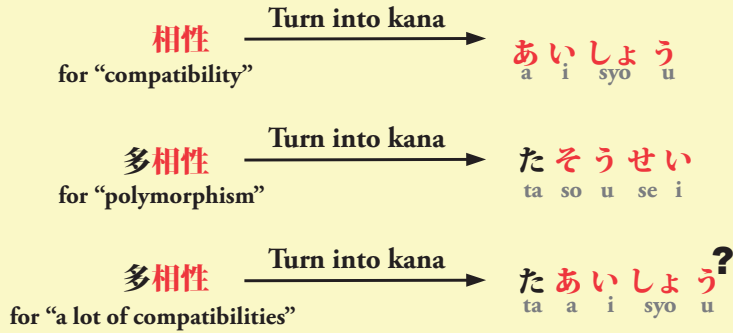 相性 Turn into kana あいしょう
for “compatibility” a i syo u
多相性 Turn into kana たそうせい
for “polymorphism” ta so u se i
多相性 Turn into kana たあいしょう?
for “a lot of compatibilities” ta a i syo u